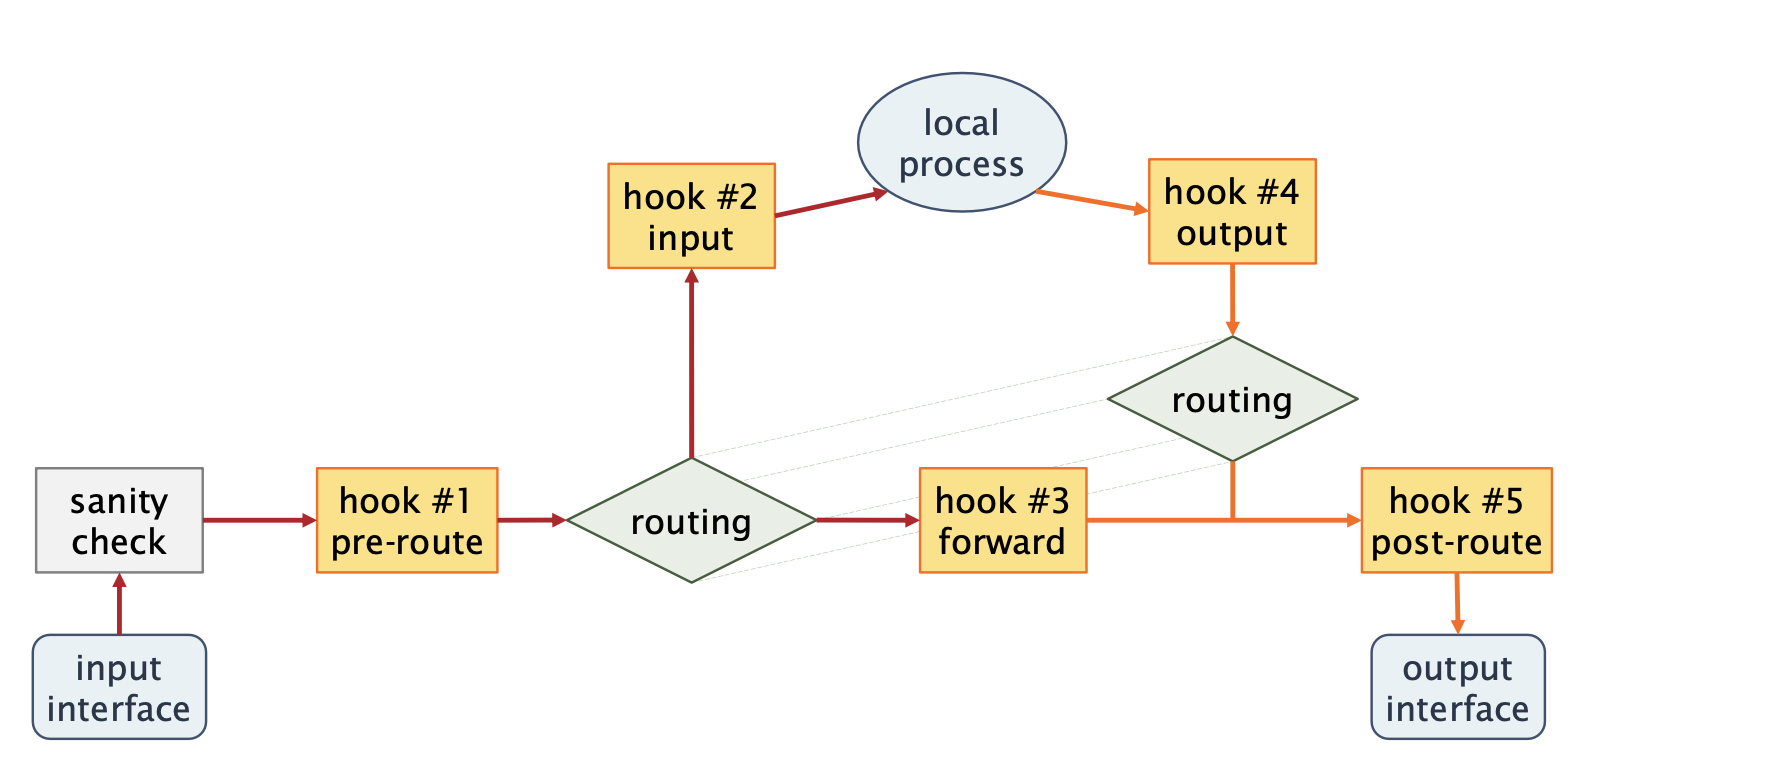 local
process
hook #2
input
hook #4
output
routing
sanity
check
hook #1
pre-route
routing
hook #3
forward
hook #5
post-route
input
interface
output
interface